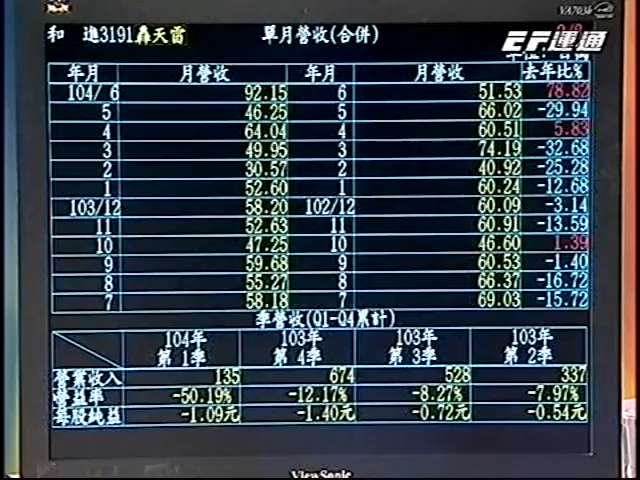 VA703b
和 進3191轟天雷 單月營收(合併)
EF運通
年月 月營收 年月 月營收 去年比%
104/ 6 92.15 6 51.53 78.82
5 46.25 5 66.02 -29.94
4 64.04 4 60.51 5.83
3 49.95 3 74.19 -32.68
2 30.57 2 40.92 -25.28
1 52.60 1 60.24 -12.68
103/12 58.20 102/12 60.09 -3.14
11 52.63 11 60.91 -13.59
10 47.25 10 46.60 1.39
9 59.68 9 60.53 -1.40
8 55.27 8 66.37 -16.72
7 58.18 7 69.03 -15.72
季營收(Q1-Q4累計)
104年 103年 103年 103年
第 1季 第 4季 第 3季 第 2季
營業收入 135 674 528 337
營益率 -50.19% -12.17% -8.27% -7.97%
每股純益 -1.09元 -1.40元 -0.72元 -0.54元
ViewSonic